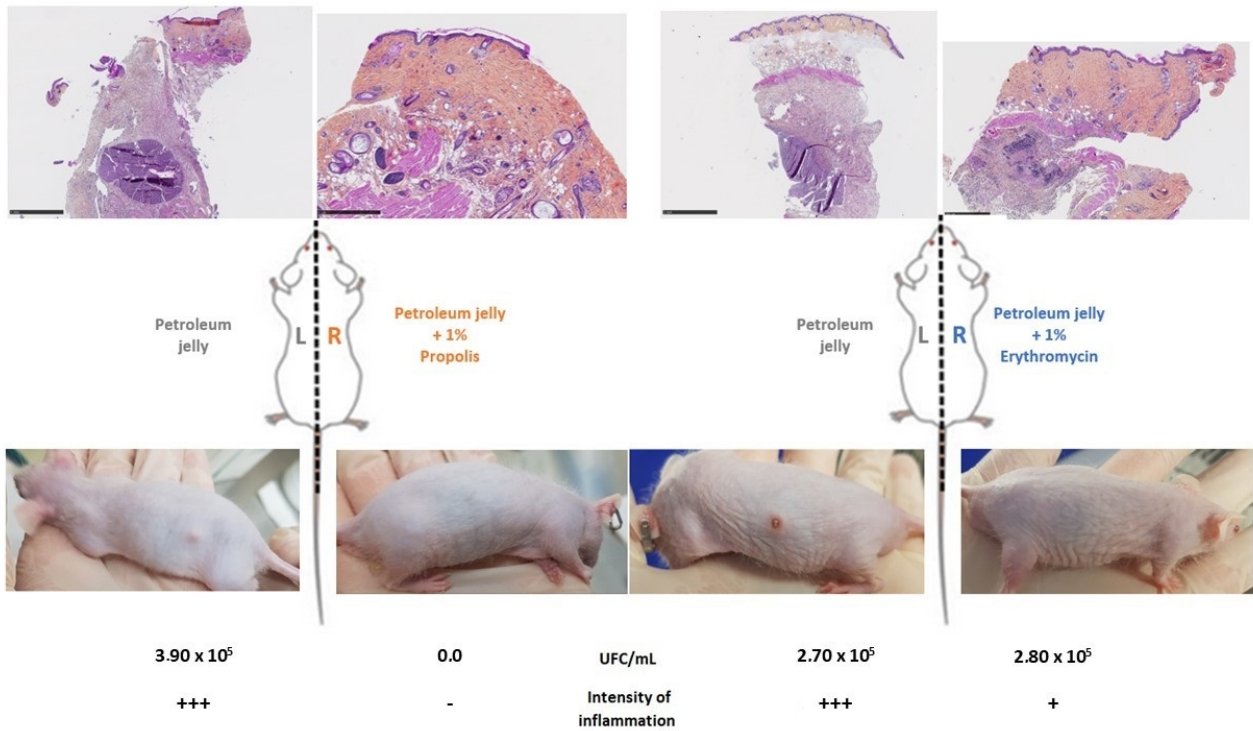 L R
Petroleum
jelly
Petroleum jelly
+ 1%
Propolis
L R
Petroleum
jelly
Petroleum jelly
+ 1%
Erythromycin
3.90 x 10⁵ 0.0 UFC/mL 2.70 x 10⁵ 2.80 x 10⁵
+++ - Intensity of
inflammation +++ +